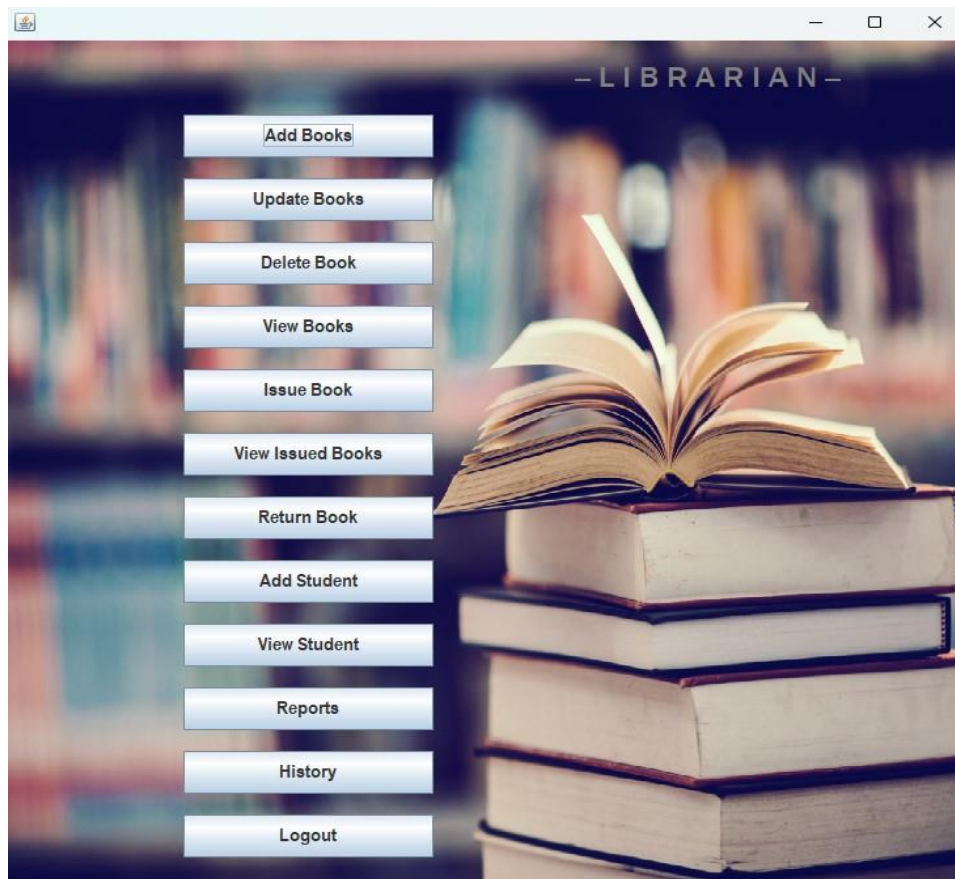 –LIBRARIAN–
Add Books
Update Books
Delete Book
View Books
Issue Book
View Issued Books
Return Book
Add Student
View Student
Reports
History
Logout